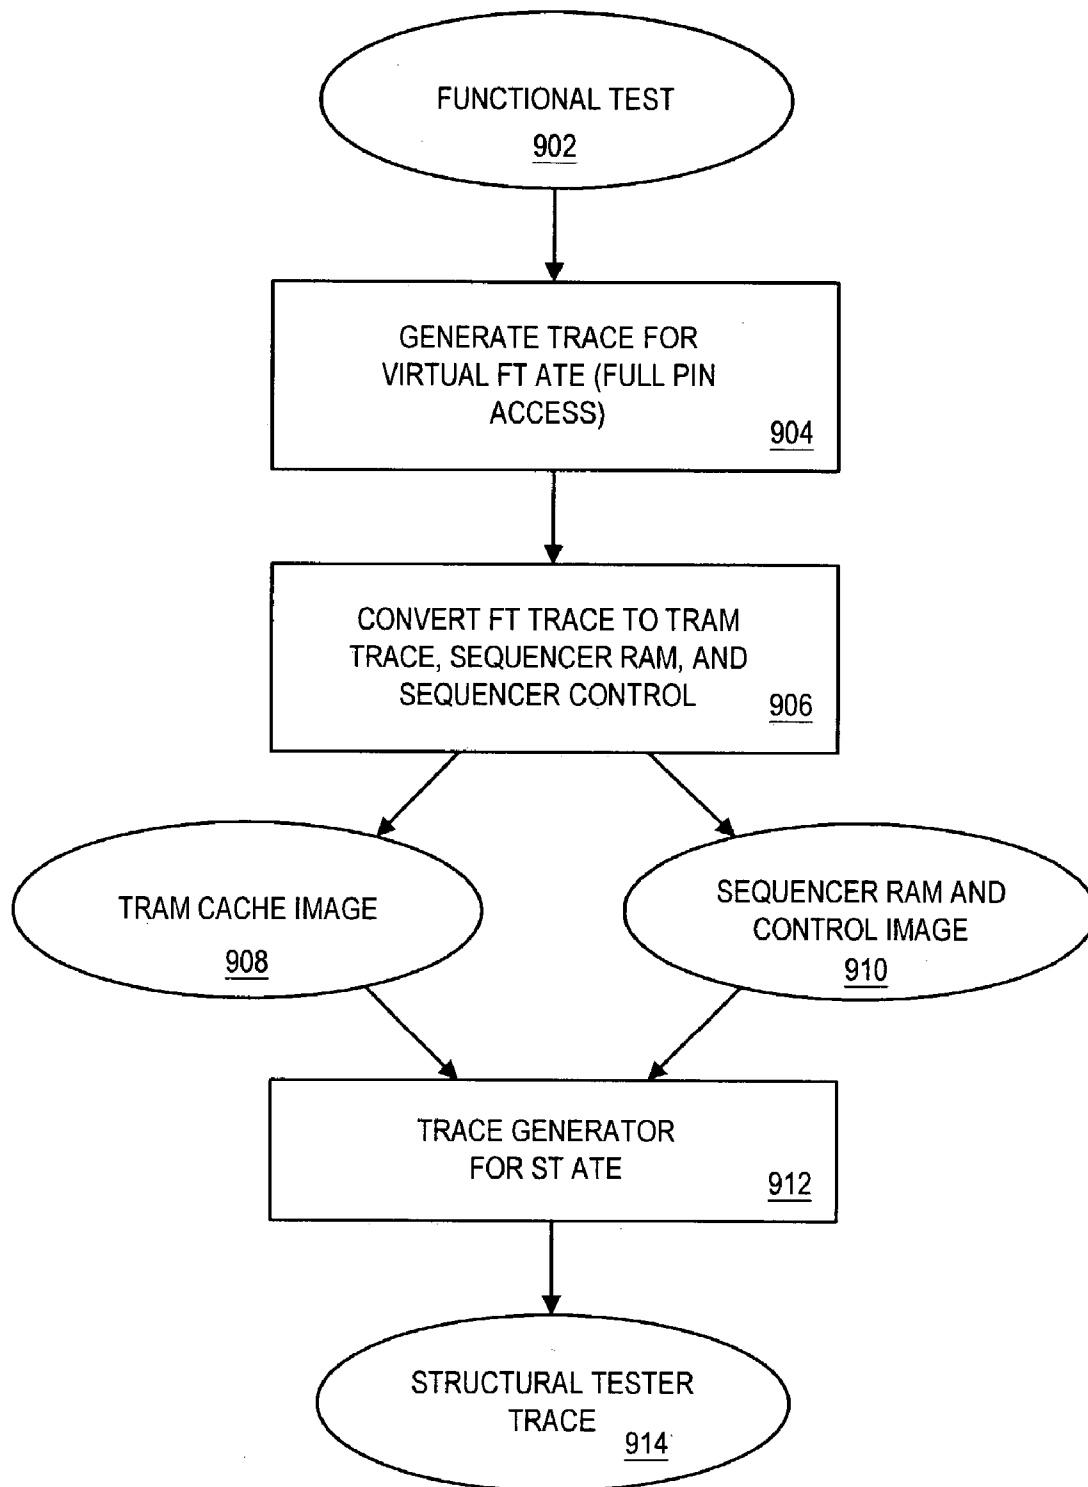 FUNCTIONAL TEST
902
GENERATE TRACE FOR
VIRTUAL FT ATE (FULL PIN
ACCESS)
904
CONVERT FT TRACE TO TRAM
TRACE, SEQUENCER RAM, AND
SEQUENCER CONTROL
906
TRAM CACHE IMAGE
908
SEQUENCER RAM AND
CONTROL IMAGE
910
TRACE GENERATOR
FOR ST ATE
912
STRUCTURAL TESTER
TRACE
914